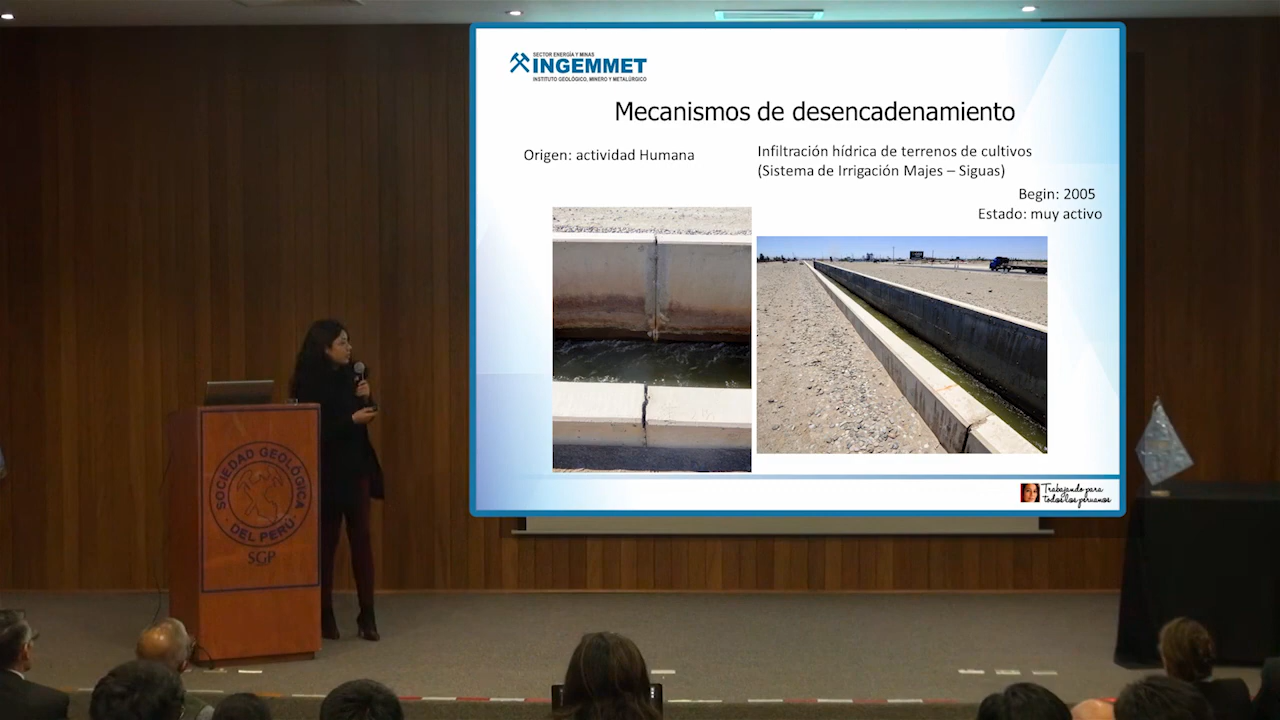 SECTOR ENERGÍA Y MINAS
INGEMMET
INSTITUTO GEOLÓGICO, MINERO Y METALÚRGICO
Mecanismos de desencadenamiento
Origen: actividad Humana
Infiltración hídrica de terrenos de cultivos
(Sistema de Irrigación Majes – Siguas)
Begin: 2005
Estado: muy activo
Trabajando para
todos los peruanos
SOCIEDAD GEOLÓGICA
DEL PERÚ
SGP